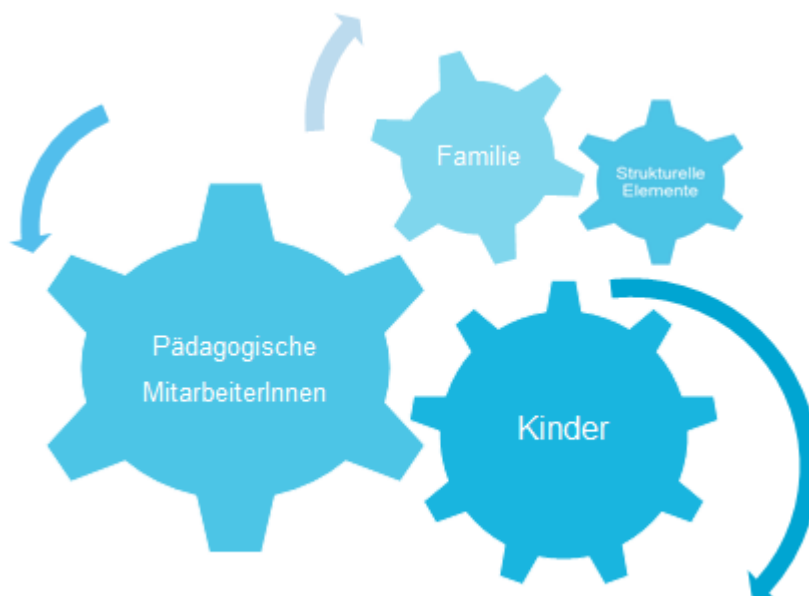 Familie
Strukturelle
Elemente
Pädagogische
MitarbeiterInnen
Kinder